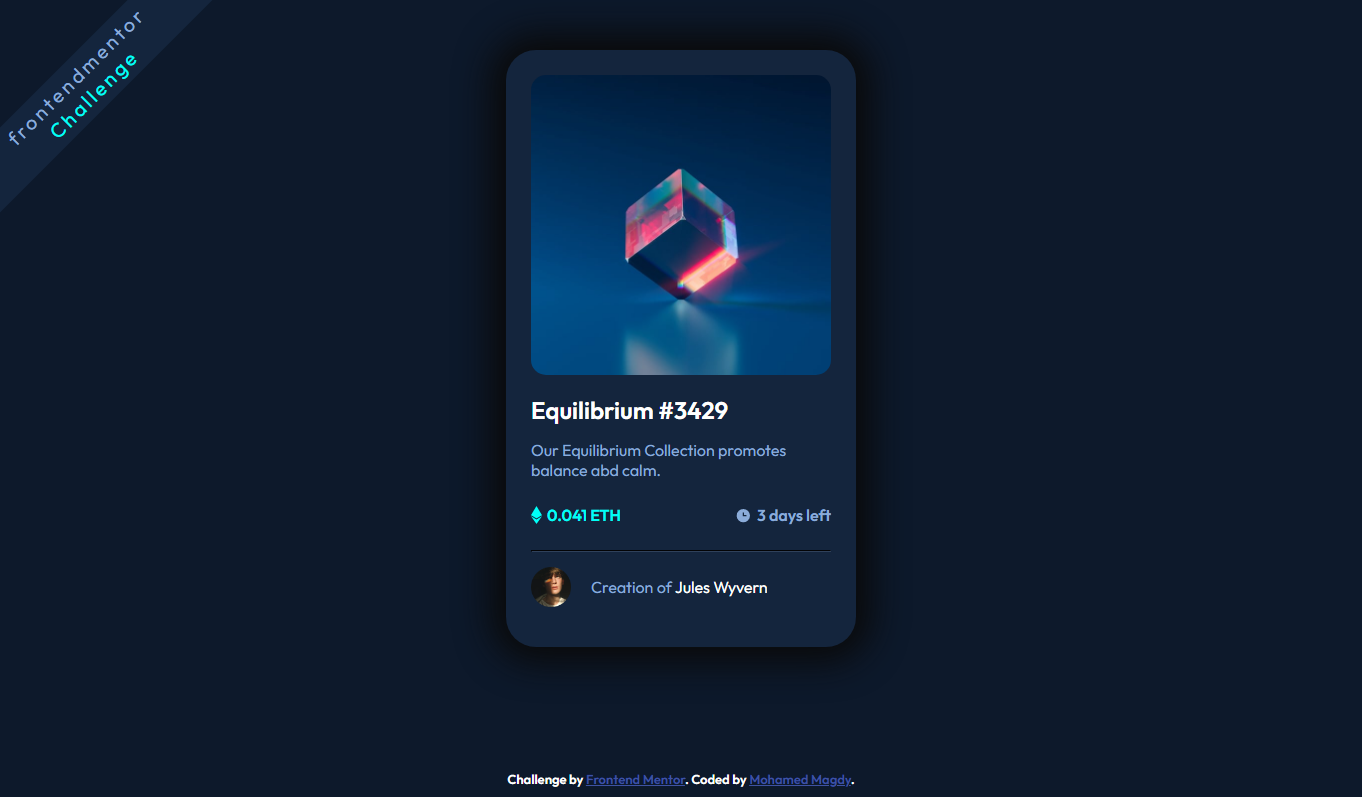 frontendmentor
Challenge
Equilibrium #3429
Our Equilibrium Collection promotes
balance abd calm.
0.041 ETH
3 days left
Creation of Jules Wyvern
Challenge by Frontend Mentor. Coded by Mohamed Magdy.